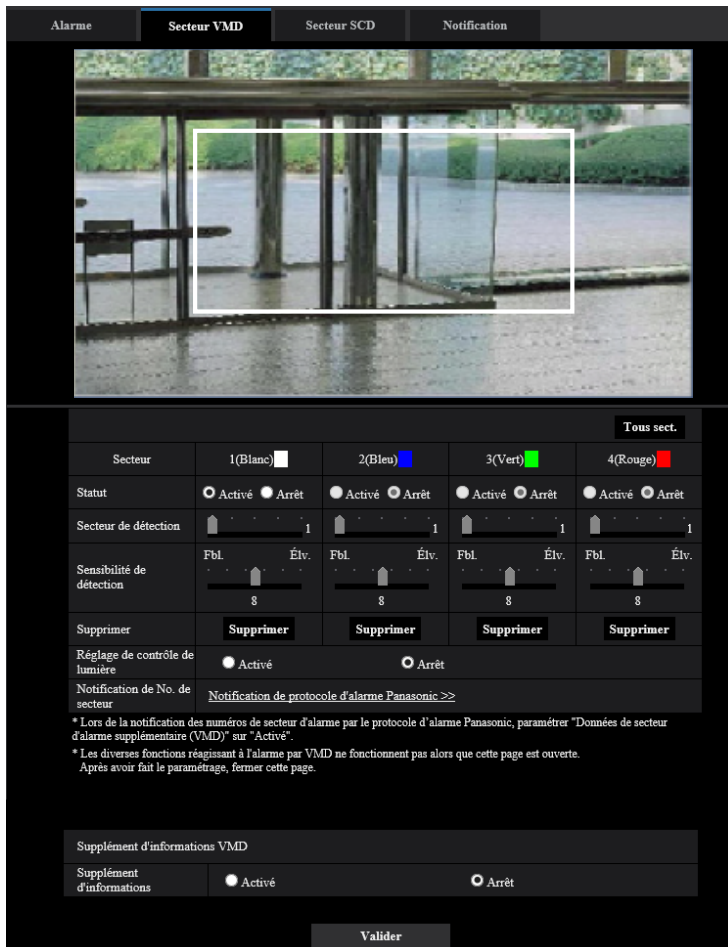 Alarme Secteur VMD Secteur SCD Notification
Tous sect.
Secteur 1(Blanc) 2(Bleu) 3(Vert) 4(Rouge)
Statut Activé Arrêt Activé Arrêt Activé Arrêt Activé Arrêt
Secteur de détection 1 1 1 1
Sensibilité de
détection
Fbl. Élv. Fbl. Élv. Fbl. Élv. Fbl. Élv.
8 8 8 8
Supprimer Supprimer Supprimer Supprimer Supprimer
Réglage de contrôle de
lumière
Activé Arrêt
Notification de No. de
secteur
Notification de protocole d'alarme Panasonic >>
* Lors de la notification des numéros de secteur d'alarme par le protocole d'alarme Panasonic, paramétrer "Données de secteur
d'alarme supplémentaire (VMD)" sur "Activé".
* Les diverses fonctions réagissant à l'alarme par VMD ne fonctionnent pas alors que cette page est ouverte.
Après avoir fait le paramétrage, fermer cette page.
Supplément d'informations VMD
Supplément
d'informations
Activé Arrêt
Valider